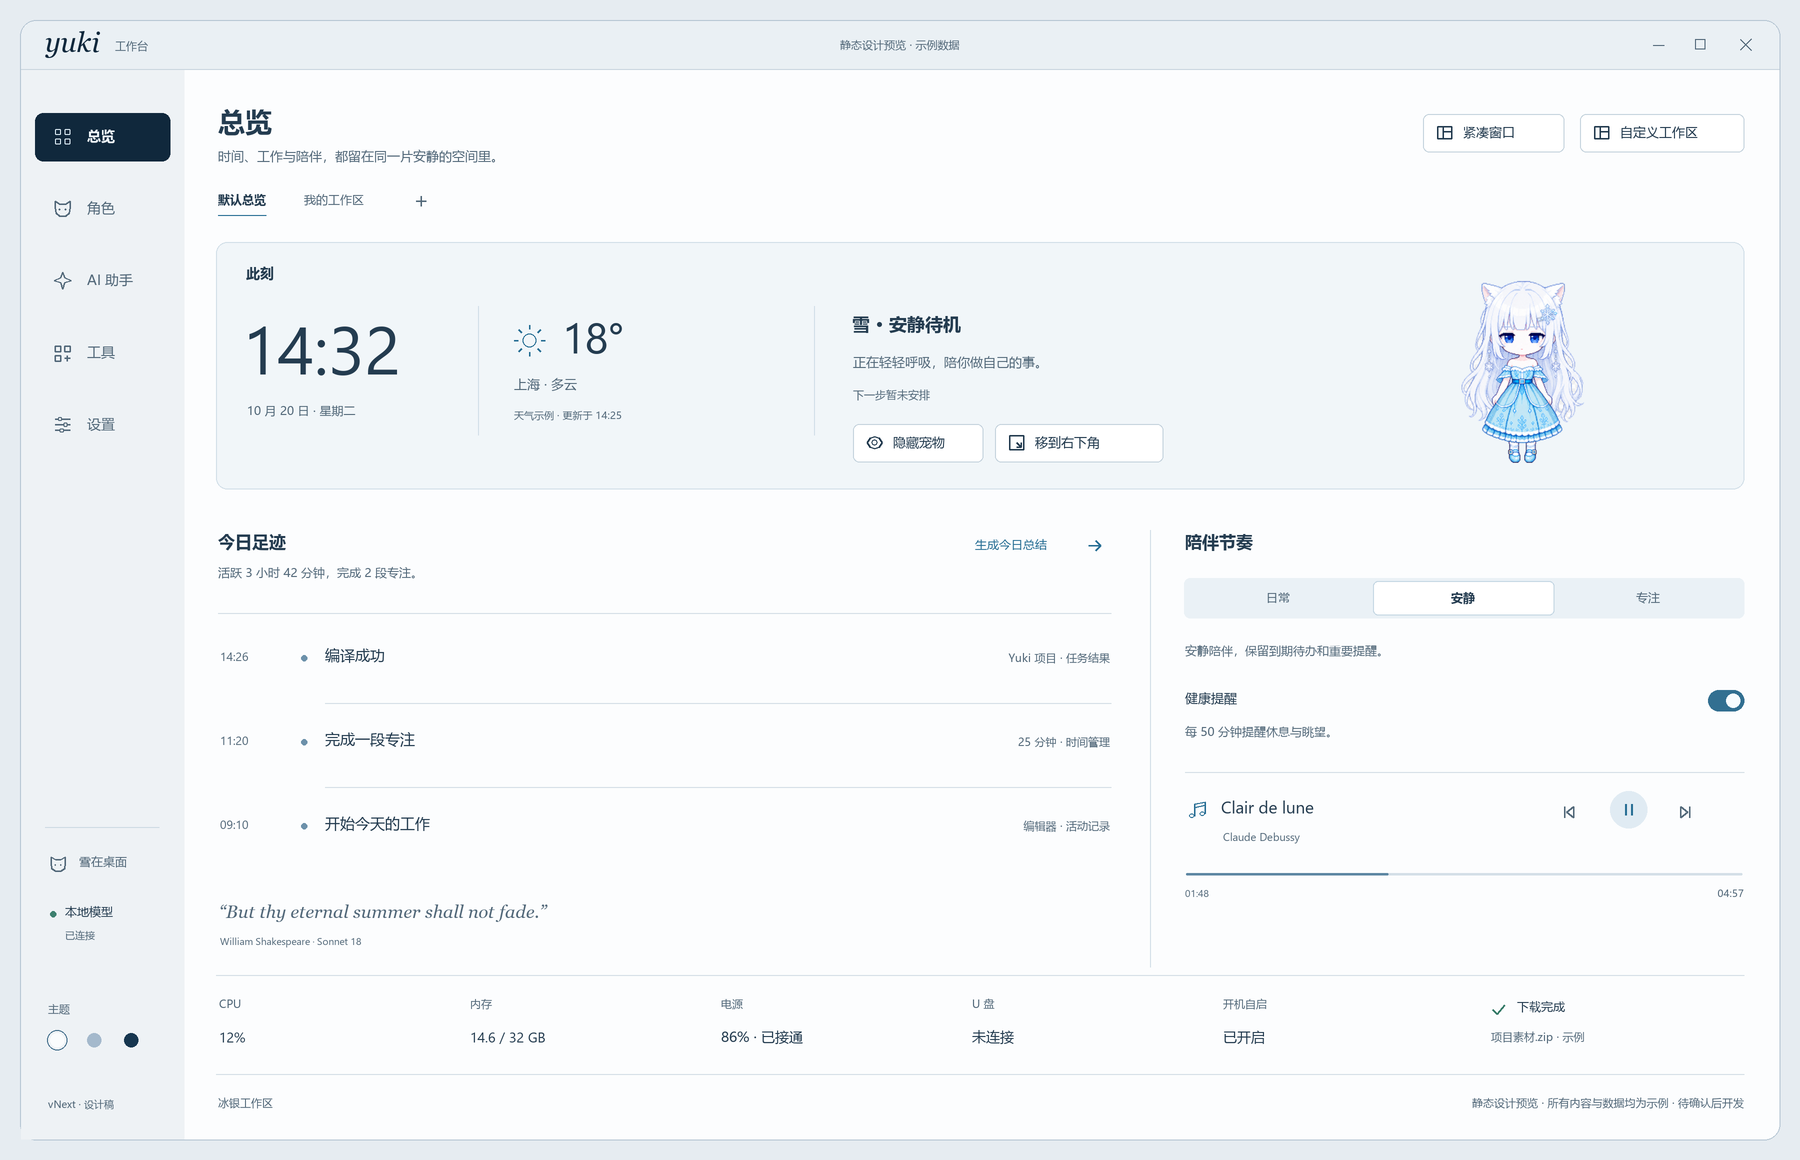 yuki 工作台
静态设计预览 · 示例数据
总览
角色
AI 助手
工具
设置
雪在桌面
本地模型
已连接
主题
vNext · 设计稿
总览
时间、工作与陪伴，都留在同一片安静的空间里。
紧凑窗口
自定义工作区
默认总览
我的工作区
此刻
14:32
10 月 20 日 · 星期二
18°
上海 · 多云
天气示例 · 更新于 14:25
雪 · 安静待机
正在轻轻呼吸，陪你做自己的事。
下一步暂未安排
隐藏宠物
移到右下角
今日足迹
生成今日总结
活跃 3 小时 42 分钟，完成 2 段专注。
14:26 编译成功 Yuki 项目 · 任务结果
11:20 完成一段专注 25 分钟 · 时间管理
09:10 开始今天的工作 编辑器 · 活动记录
“But thy eternal summer shall not fade.”
William Shakespeare · Sonnet 18
陪伴节奏
日常 安静 专注
安静陪伴，保留到期待办和重要提醒。
健康提醒
每 50 分钟提醒休息与眺望。
Clair de lune
Claude Debussy
01:48 04:57
CPU
12%
内存
14.6 / 32 GB
电源
86% · 已接通
U 盘
未连接
开机自启
已开启
下载完成
项目素材.zip · 示例
冰银工作区
静态设计预览 · 所有内容与数据均为示例 · 待确认后开发